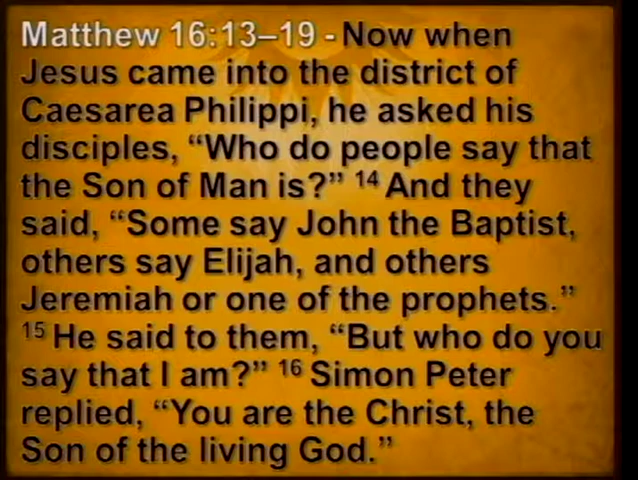 Matthew 16:13–19 - Now when
Jesus came into the district of
Caesarea Philippi, he asked his
disciples, “Who do people say that
the Son of Man is?” 14 And they
said, “Some say John the Baptist,
others say Elijah, and others
Jeremiah or one of the prophets.”
15 He said to them, “But who do you
say that I am?” 16 Simon Peter
replied, “You are the Christ, the
Son of the living God.”